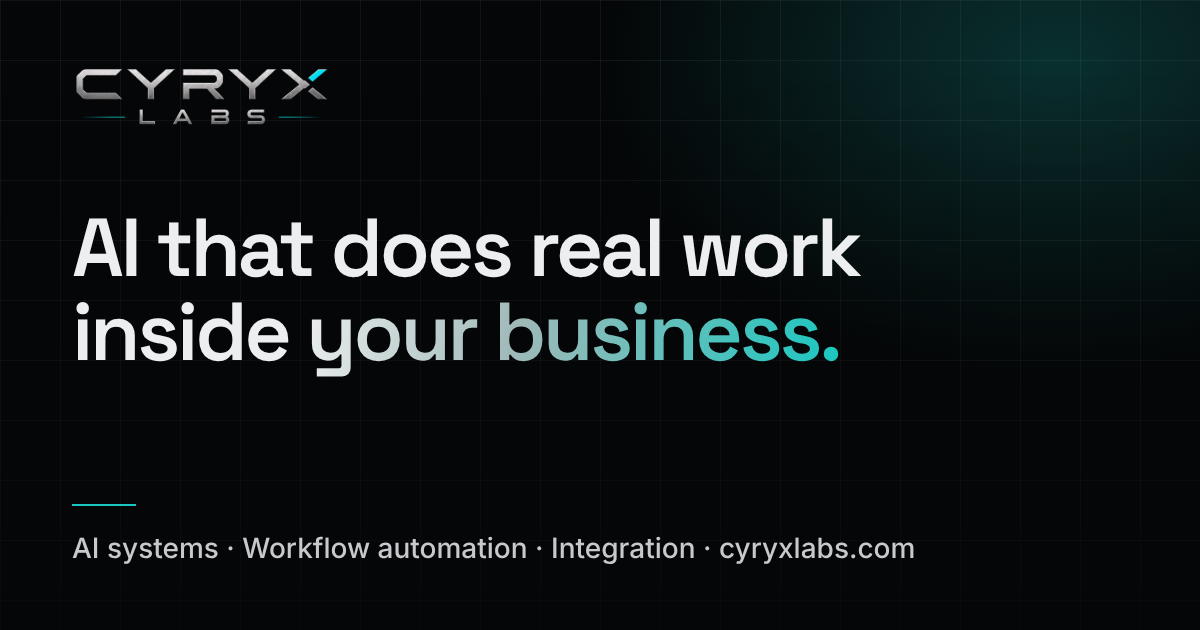 CYRYX
LABS
AI that does real work
inside your business.
AI systems · Workflow automation · Integration · cyryxlabs.com